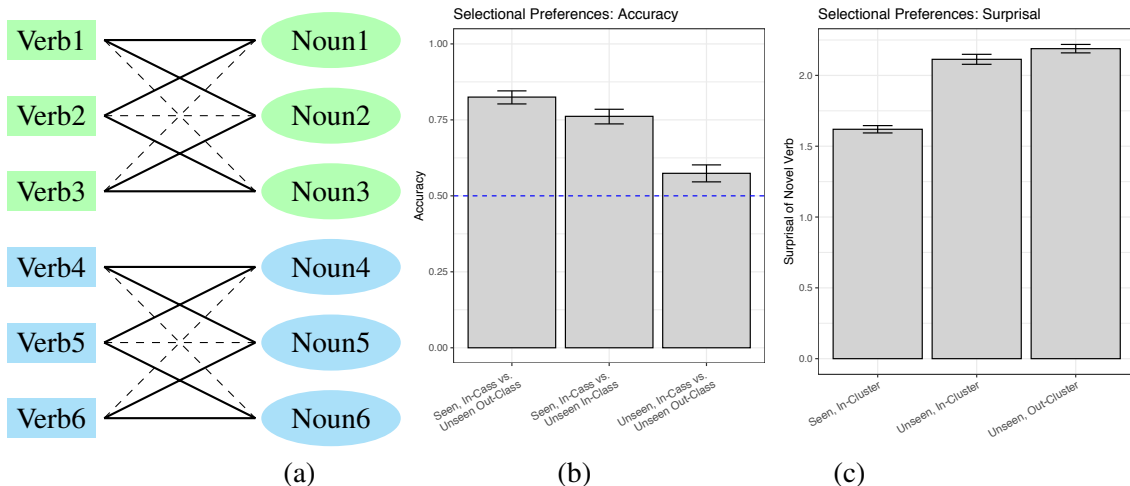 Verb1
Noun1
Verb2
Noun2
Verb3
Noun3
Verb4
Noun4
Verb5
Noun5
Verb6
Noun6
(a)
Selectional Preferences: Accuracy
Accuracy
1.00
0.75
0.50
0.25
0.00
Seen, In-Cass vs.
Unseen Out-Class
Seen, In-Cass vs.
Unseen In-Class
Unseen, In-Cass vs.
Unseen Out-Class
(b)
Selectional Preferences: Surprisal
Surprisal of Novel Verb
2.0
1.5
1.0
0.5
0.0
Seen, In-Cluster
Unseen, In-Cluster
Unseen, Out-Cluster
(c)